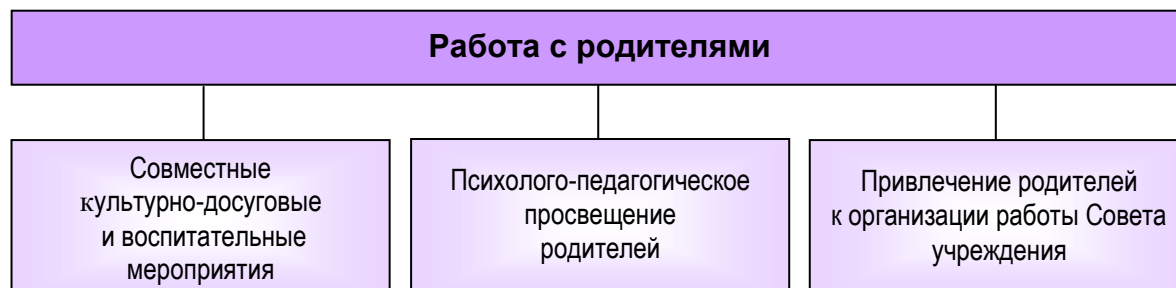 Работа с родителями
Совместные
культурно-досуговые
и воспитательные
мероприятия
Психолого-педагогическое
просвещение
родителей
Привлечение родителей
к организации работы Совета
учреждения